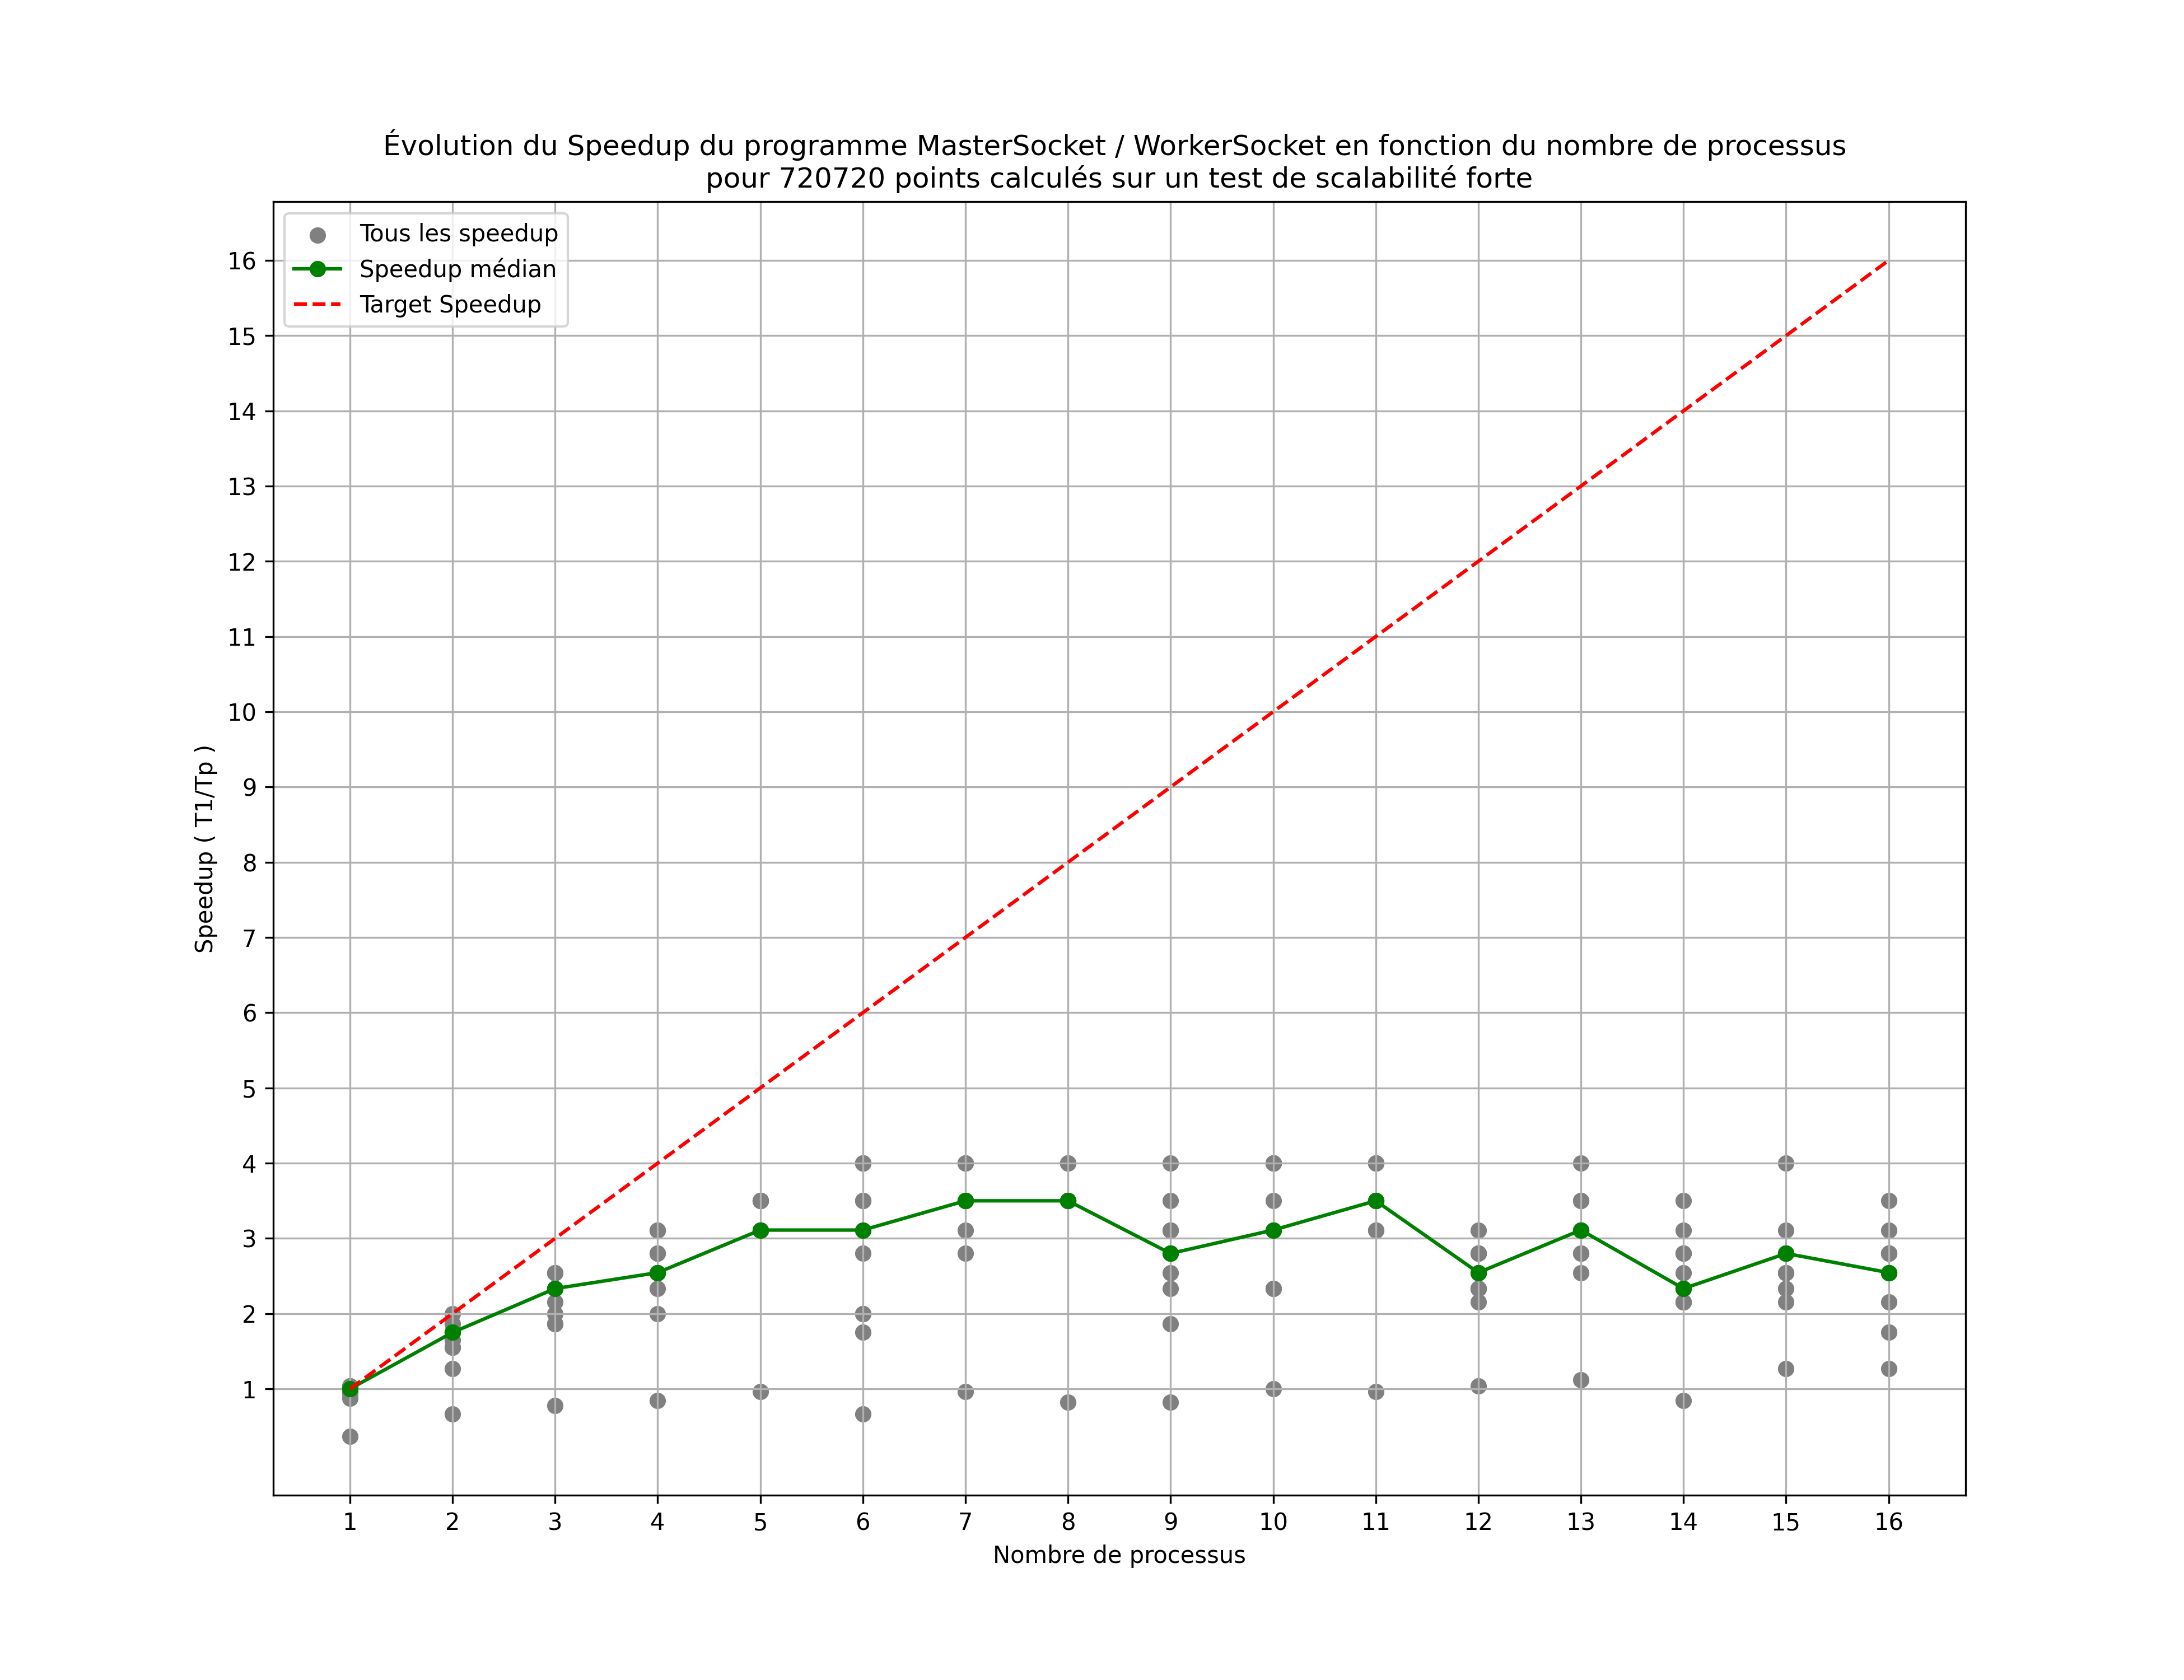 Évolution du Speedup du programme MasterSocket / WorkerSocket en fonction du nombre de processus
pour 720720 points calculés sur un test de scalabilité forte
Tous les speedup
Speedup médian
Target Speedup
16
15
14
13
12
11
10
9
8
7
6
5
4
3
2
1
Speedup ( T1/Tp )
1 2 3 4 5 6 7 8 9 10 11 12 13 14 15 16
Nombre de processus